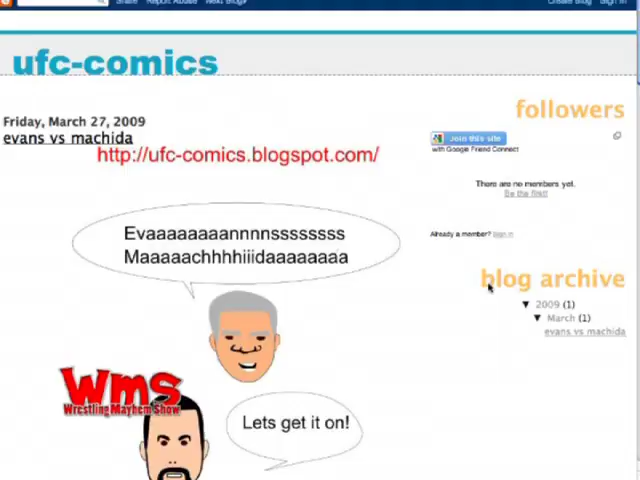 Share Report Abuse Next Blog»
Create Blog Sign In
ufc-comics
Friday, March 27, 2009
evans vs machida
http://ufc-comics.blogspot.com/
followers
Join this site
with Google Friend Connect
There are no members yet.
Be the first!
Already a member? Sign in
Evaaaaaaaaannnnsssssssss
Maaaaachhhhiiidaaaaaaaa
blog archive
▼ 2009 (1)
▼ March (1)
evans vs machida
wms
Wrestling Mayhem Show
Lets get it on!